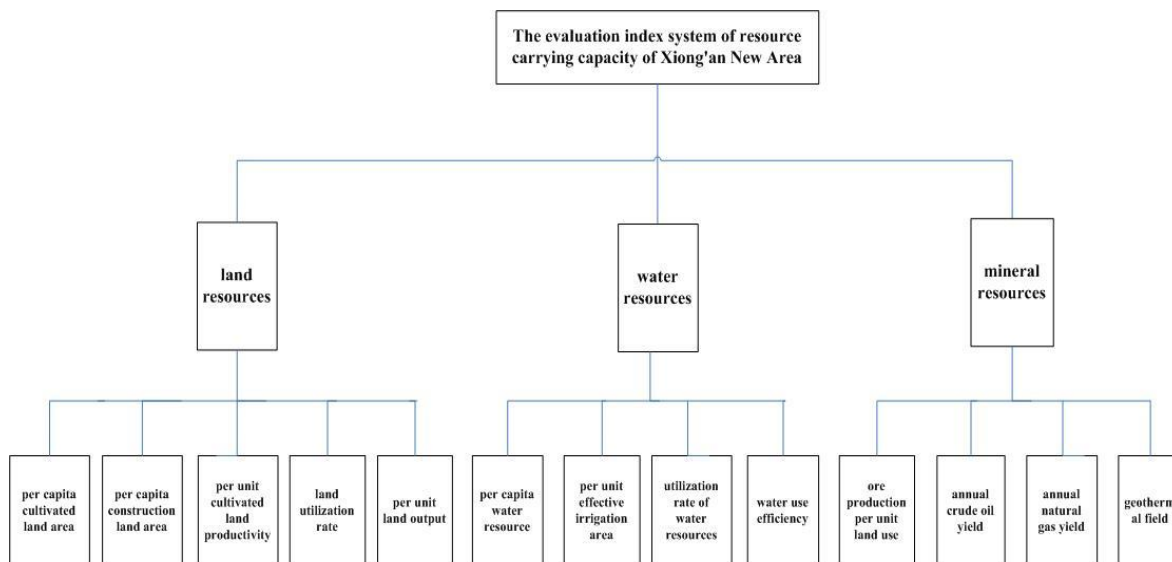 The evaluation index system of resource
carrying capacity of Xiong'an New Area
land
resources
water
resources
mineral
resources
per capita
cultivated
land area
per capita
construction
land area
per unit
cultivated
land
productivity
land
utilization
rate
per unit
land output
per capita
water
resource
per unit
effective
irrigation
area
utilization
rate of
water
resources
water use
efficiency
ore
production
per unit
land use
annual
crude oil
yield
annual
natural
gas yield
geotherm
al field